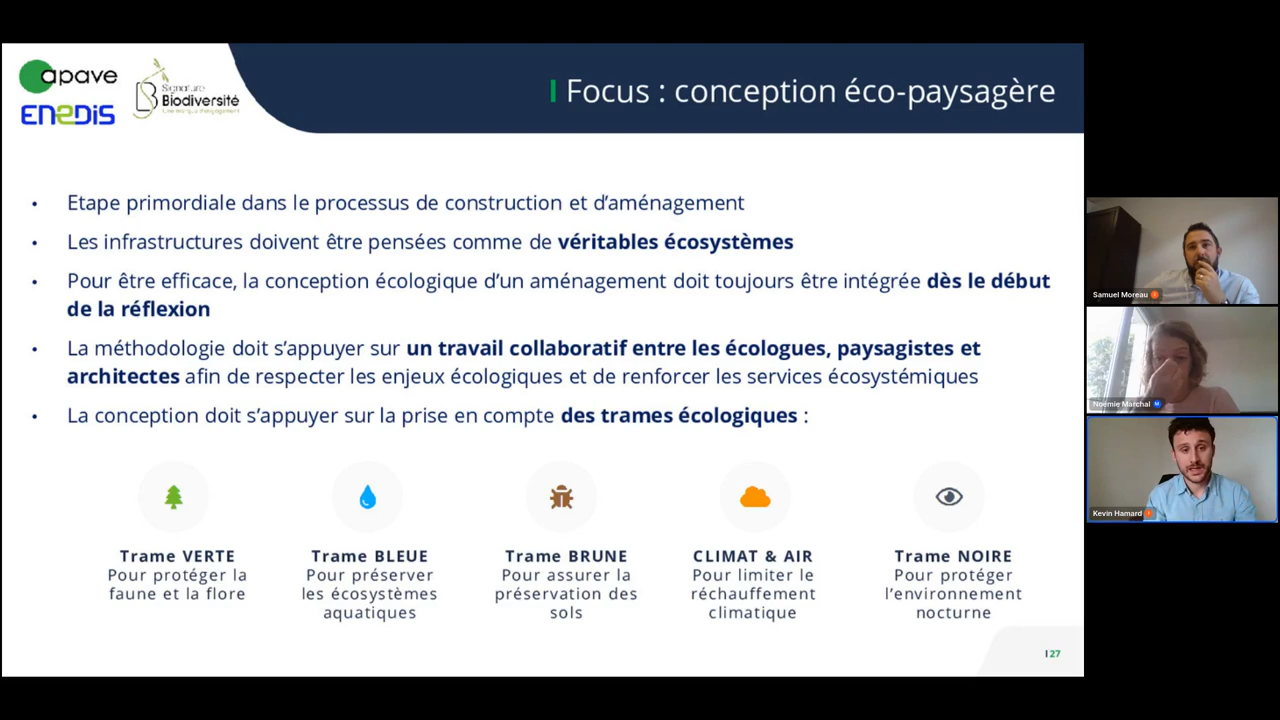 apave
ENEDIS
Signature
Biodiversité
Focus : conception éco-paysagère
• Etape primordiale dans le processus de construction et d’aménagement
• Les infrastructures doivent être pensées comme de véritables écosystèmes
• Pour être efficace, la conception écologique d’un aménagement doit toujours être intégrée dès le début
de la réflexion
• La méthodologie doit s’appuyer sur un travail collaboratif entre les écologues, paysagistes et
architectes afin de respecter les enjeux écologiques et de renforcer les services écosystémiques
• La conception doit s’appuyer sur la prise en compte des trames écologiques :
Trame VERTE
Pour protéger la
faune et la flore
Trame BLEUE
Pour préserver
les écosystèmes
aquatiques
Trame BRUNE
Pour assurer la
préservation des
sols
CLIMAT & AIR
Pour limiter le
réchauffement
climatique
Trame NOIRE
Pour protéger
l’environnement
nocturne
27
Samuel Moreau
Noémie Marchal
Kevin Hamard